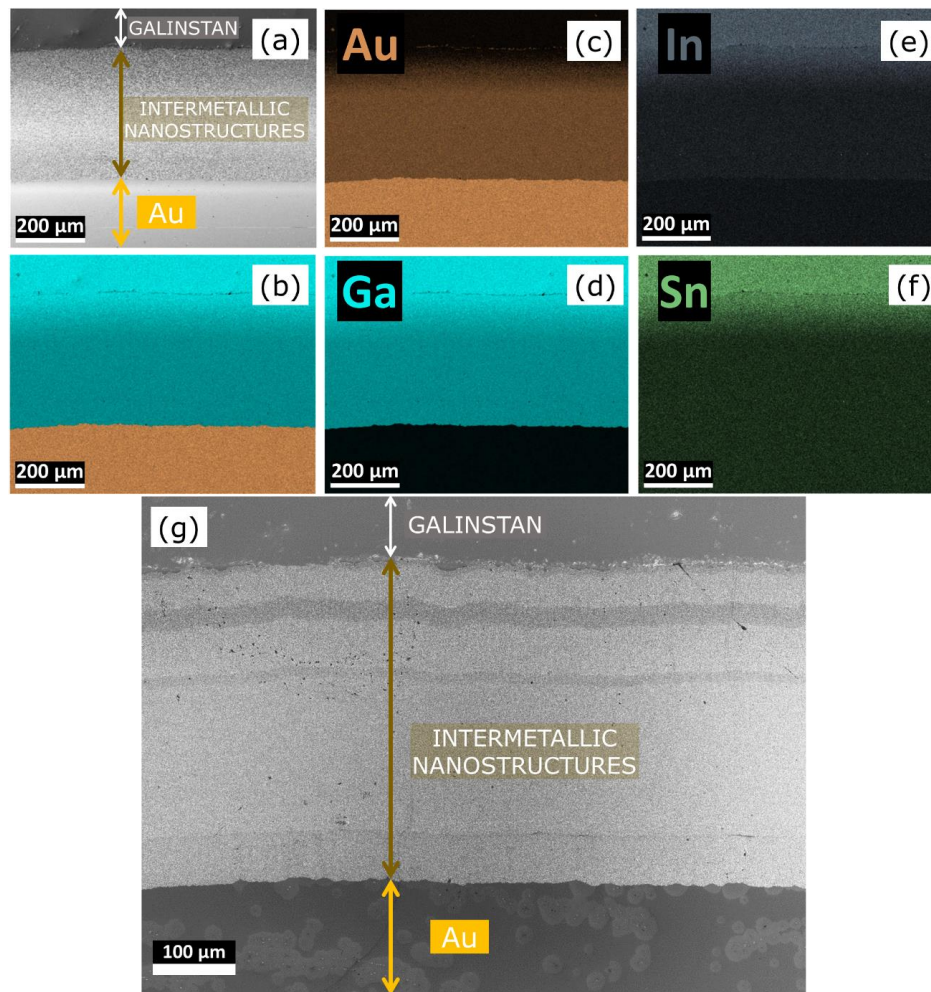 GALINSTAN
(a)
INTERMETALLIC
NANOSTRUCTURES
Au
200 µm
Au
(c)
200 µm
In
(e)
200 µm
(b)
200 µm
Ga
(d)
200 µm
Sn
(f)
200 µm
(g)
GALINSTAN
INTERMETALLIC
NANOSTRUCTURES
Au
100 µm